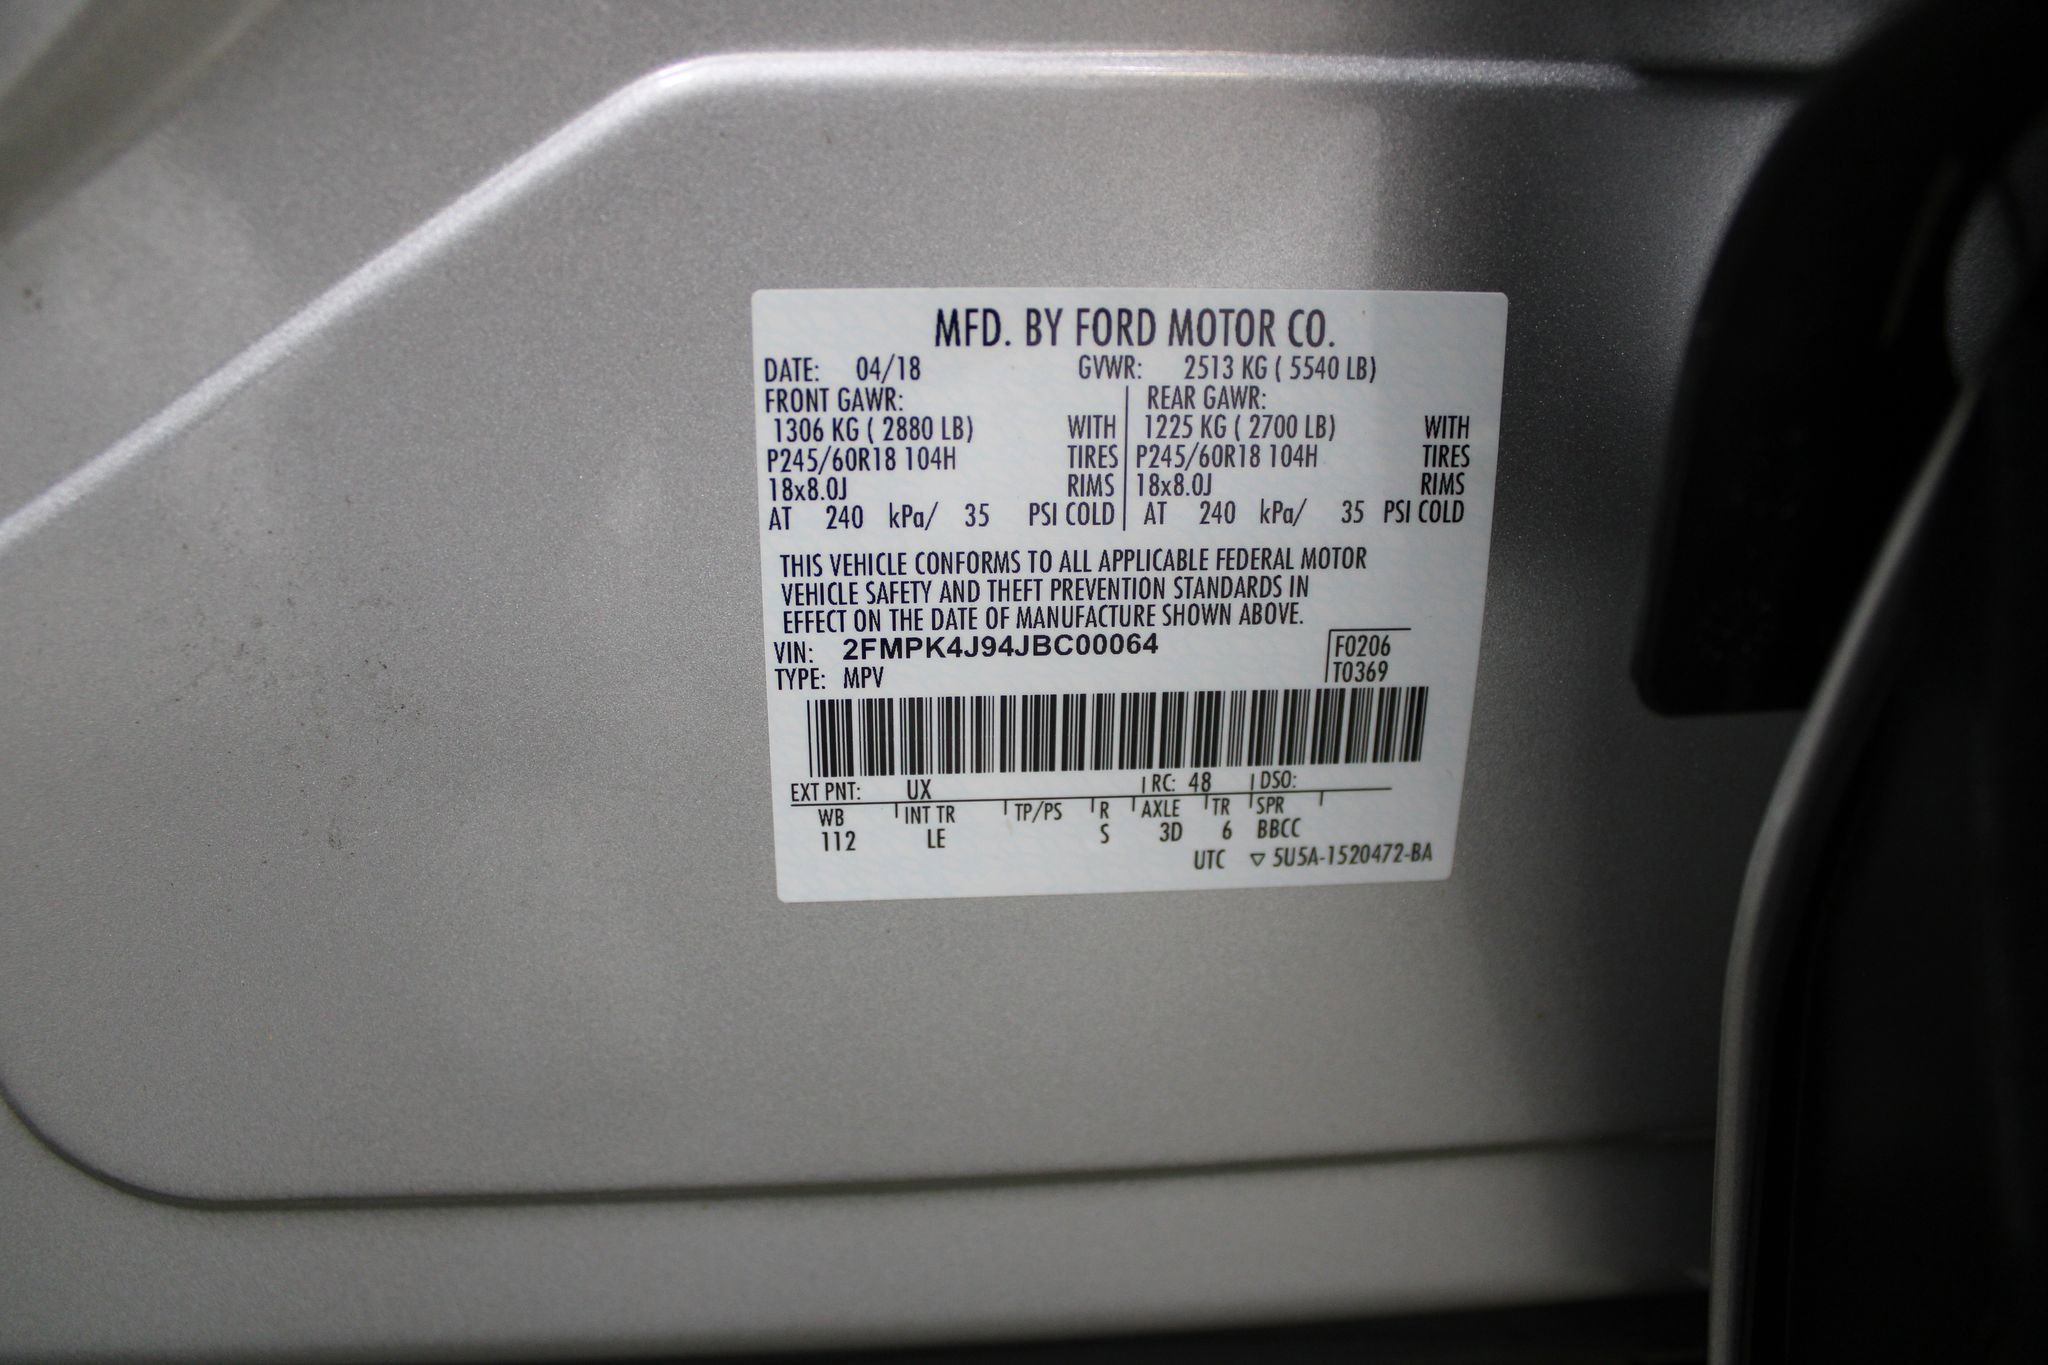 MFD. BY FORD MOTOR CO.
DATE: 04/18 GVWR: 2513 KG ( 5540 LB)
FRONT GAWR: REAR GAWR:
1306 KG ( 2880 LB) WITH 1225 KG ( 2700 LB) WITH
P245/60R18 104H TIRES P245/60R18 104H TIRES
18x8.0J RIMS 18x8.0J RIMS
AT 240 kPa/ 35 PSI COLD AT 240 kPa/ 35 PSI COLD
THIS VEHICLE CONFORMS TO ALL APPLICABLE FEDERAL MOTOR
VEHICLE SAFETY AND THEFT PREVENTION STANDARDS IN
EFFECT ON THE DATE OF MANUFACTURE SHOWN ABOVE.
VIN: 2FMPK4J94JBC00064 F0206
TYPE: MPV T0369
EXT PNT: UX RC: 48 DSO:
WB INT TR TP/PS R AXLE TR SPR
112 LE S 3D 6 BBCC
UTC ▽ 5U5A-1520472-BA